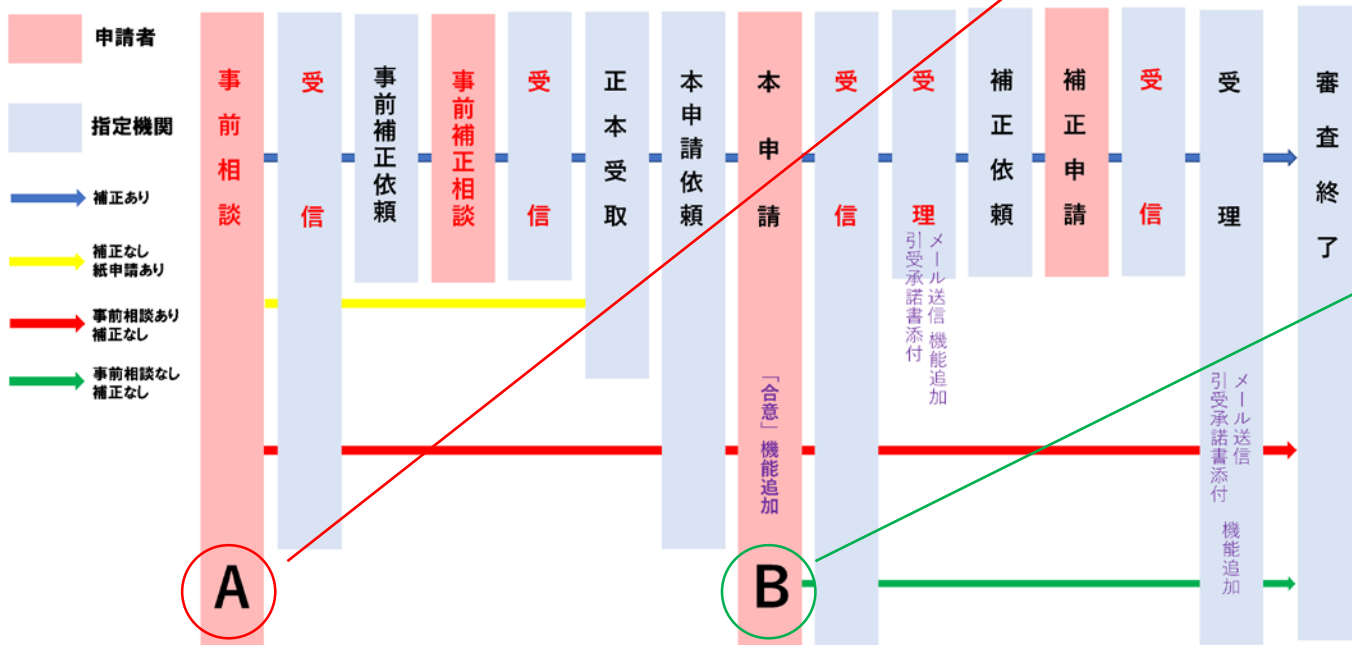 申請者
指定機関
補正あり
補正なし
紙申請あり
事前相談あり
補正なし
事前相談なし
補正なし
事前相談
A
受信
事前補正依頼
事前補正相談
受信
正本受取
本申請依頼
本申請
「合意」機能追加
B
受信
受理
メール送信 機能追加
引受承諾書添付
補正依頼
補正申請
受信
受理
メール送信
引受承諾書添付 機能追加
審査終了